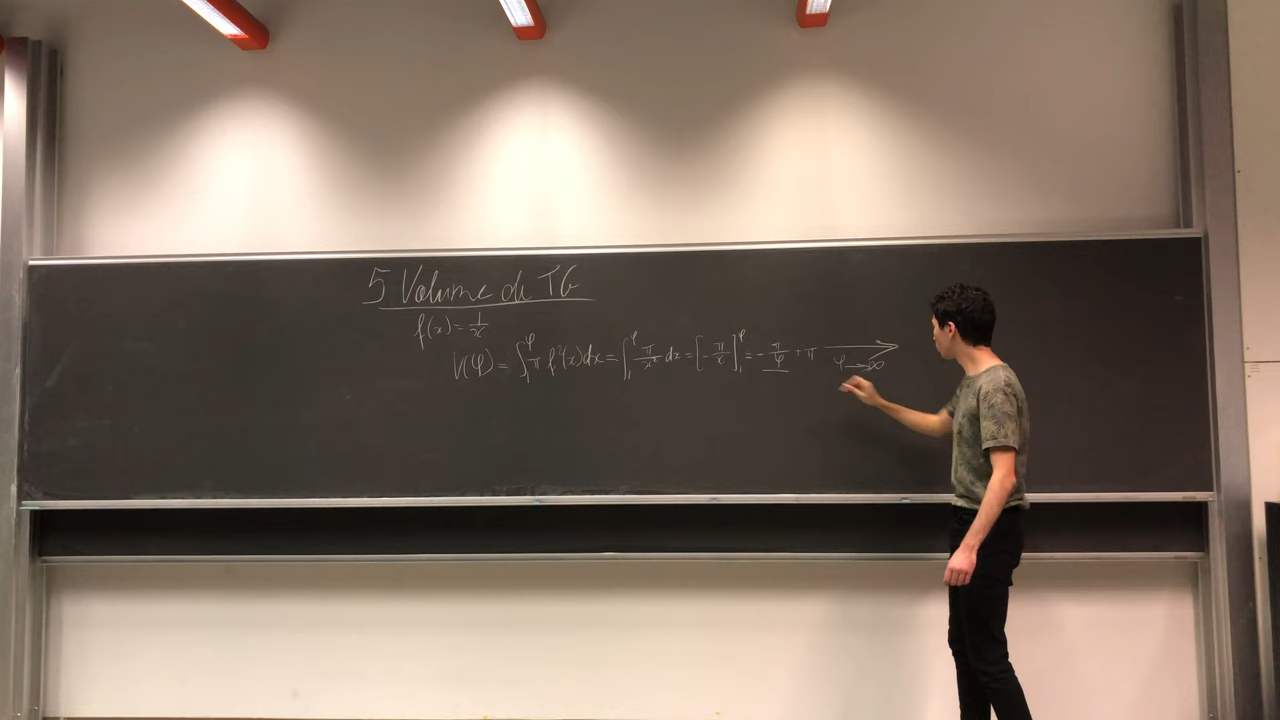 5 Volume di TG
f(x) = 1/x
V(φ) = ∫₁^φ π f²(x)dx = ∫₁^φ π/x² dx = [-π/x]₁^φ = -π/φ + π ⟶ φ→∞